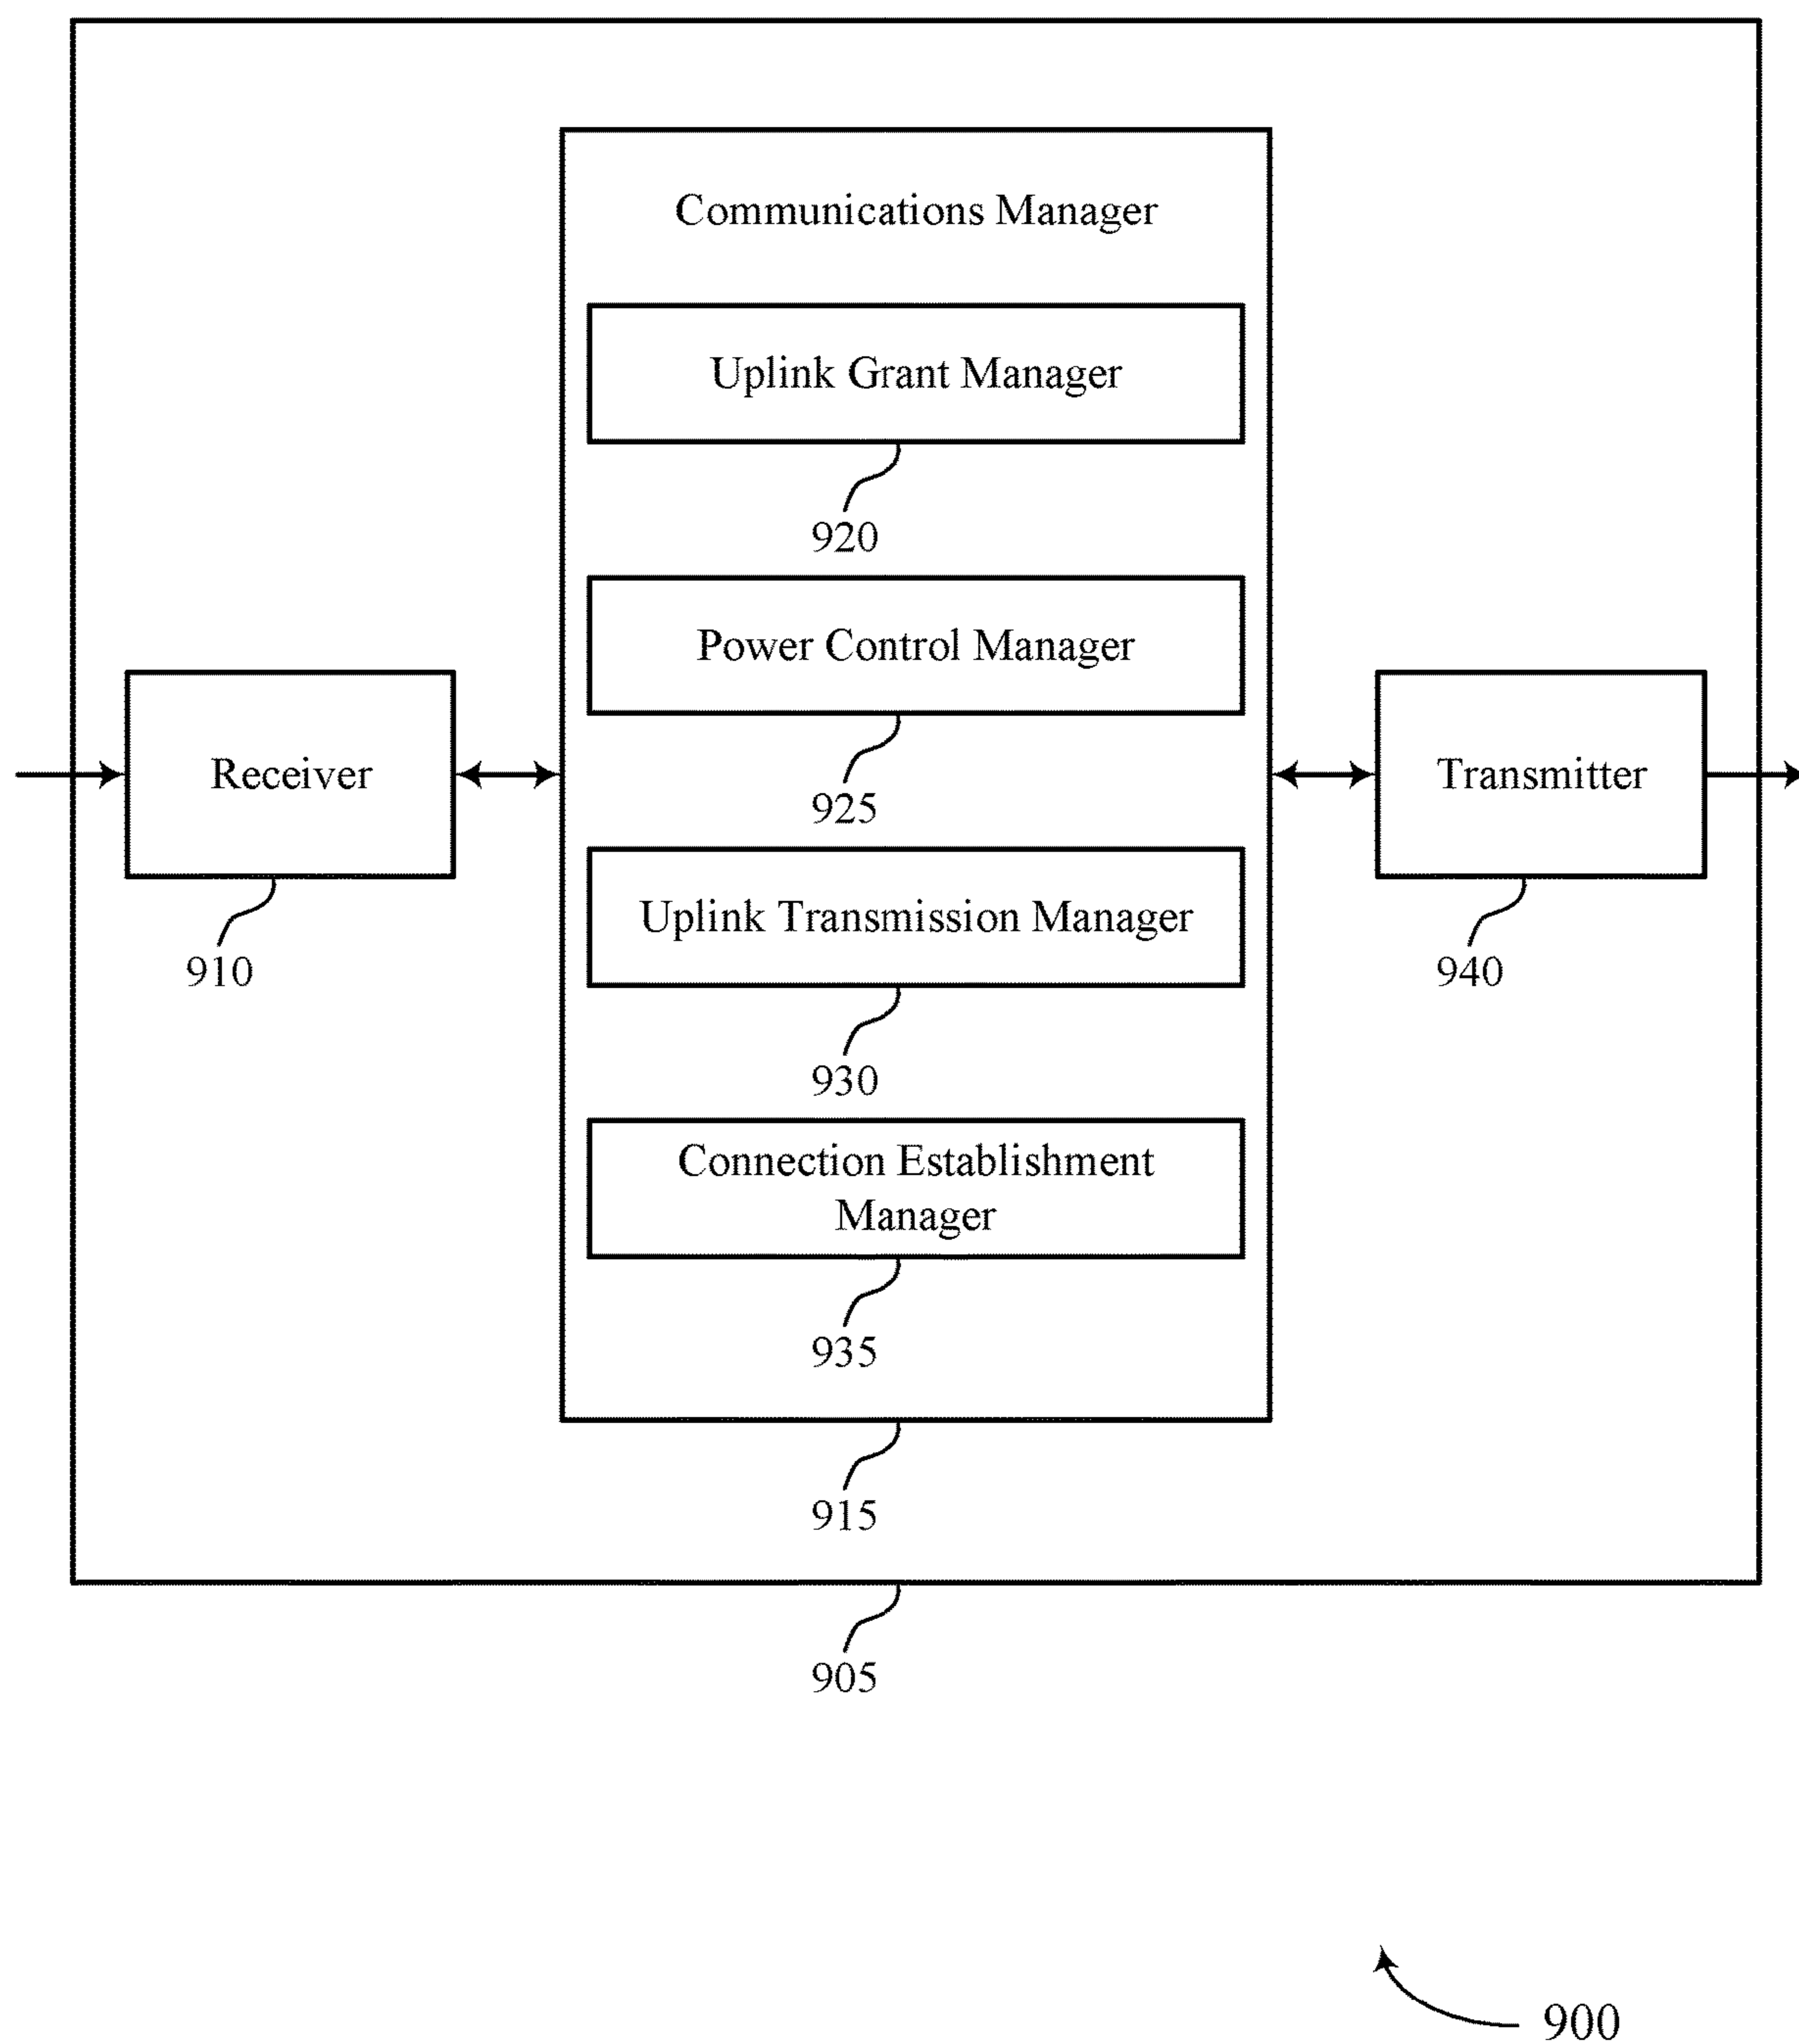 Communications Manager
Uplink Grant Manager
920
Power Control Manager
925
Receiver
910
Uplink Transmission Manager
930
Connection Establishment
Manager
935
915
Transmitter
940
905
900